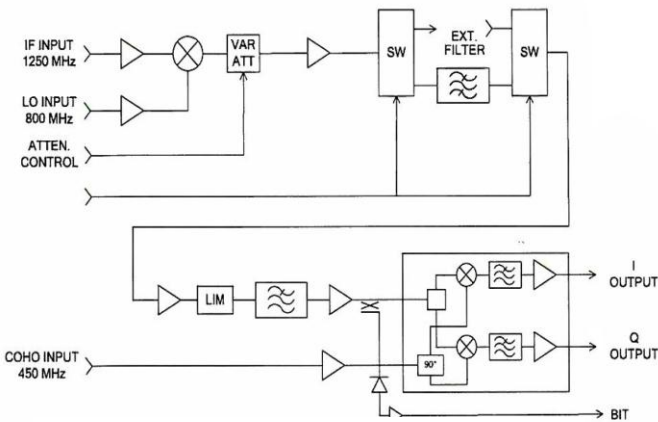 IF INPUT
1250 MHz
VAR
ATT
SW
EXT.
FILTER
SW
LO INPUT
800 MHz
ATTEN.
CONTROL
LIM
I
OUTPUT
Q
OUTPUT
COHO INPUT
450 MHz
90°
BIT